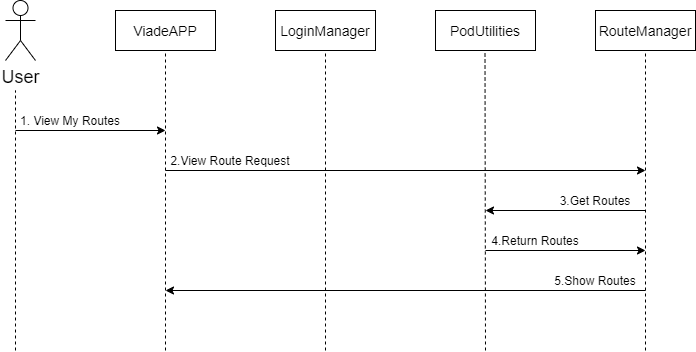 ViadeAPP
LoginManager
PodUtilities
RouteManager
User
1. View My Routes
2.View Route Request
3.Get Routes
4.Return Routes
5.Show Routes